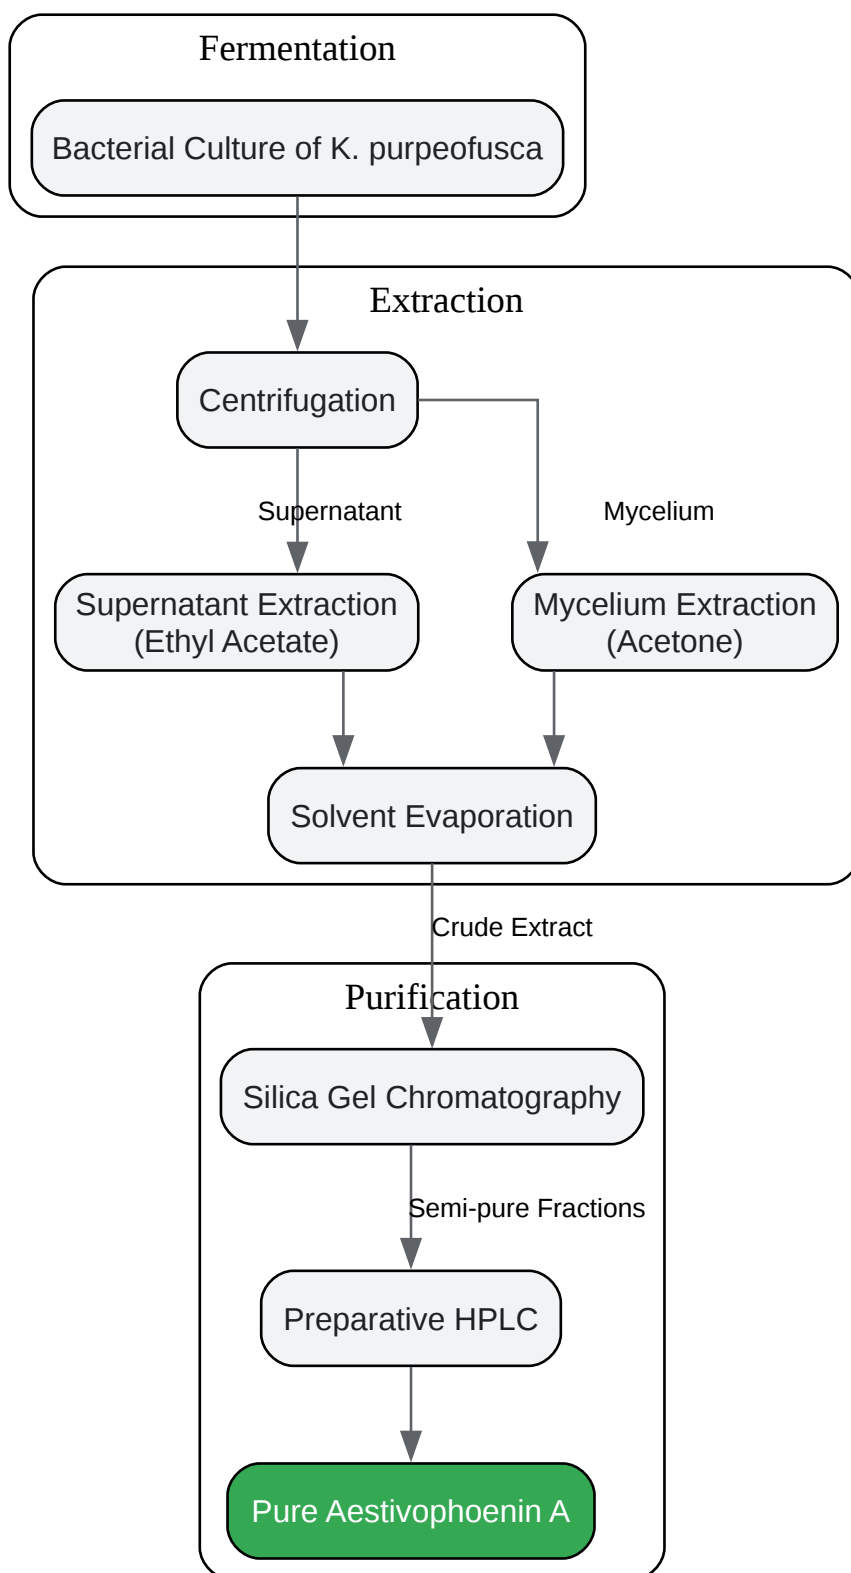 Fermentation
Bacterial Culture of K. purpeofusca
Extraction
Centrifugation
Supernatant
Mycelium
Supernatant Extraction
(Ethyl Acetate)
Mycelium Extraction
(Acetone)
Solvent Evaporation
Crude Extract
Purification
Silica Gel Chromatography
Semi-pure Fractions
Preparative HPLC
Pure Aestivophoenin A